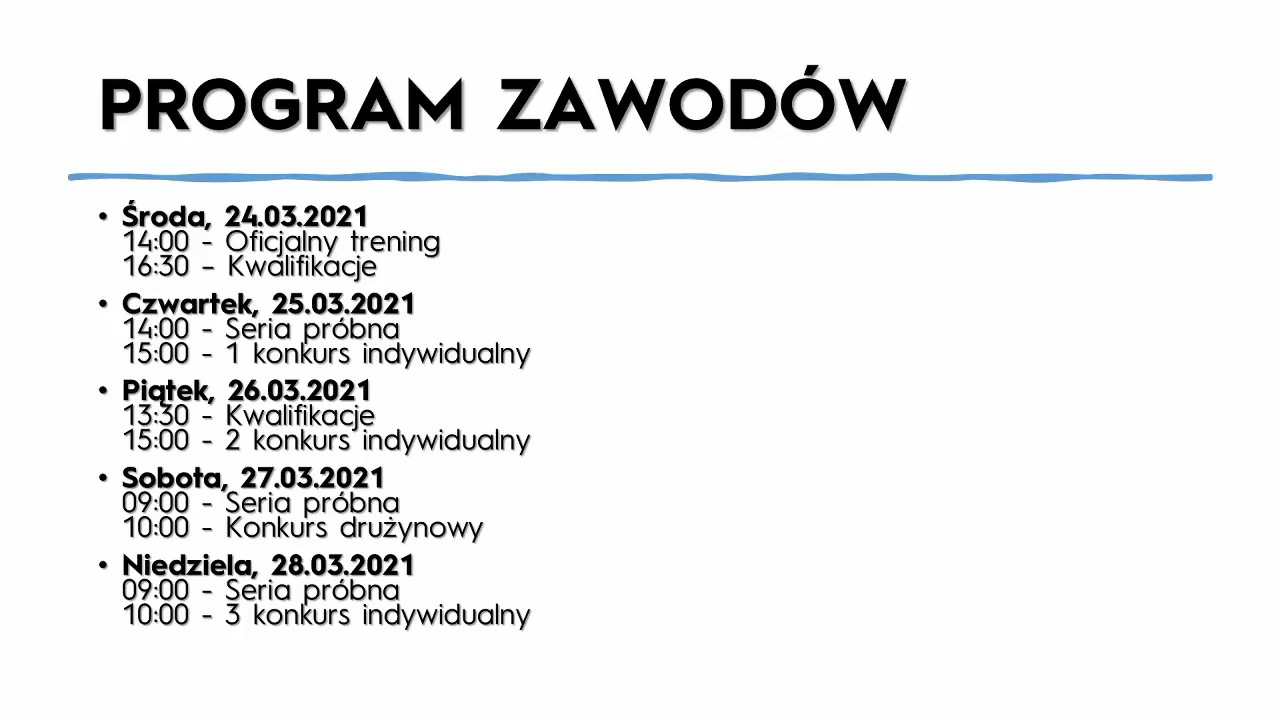 PROGRAM ZAWODÓW
• Środa, 24.03.2021
14:00 - Oficjalny trening
16:30 – Kwalifikacje
• Czwartek, 25.03.2021
14:00 - Seria próbna
15:00 - 1 konkurs indywidualny
• Piątek, 26.03.2021
13:30 - Kwalifikacje
15:00 - 2 konkurs indywidualny
• Sobota, 27.03.2021
09:00 - Seria próbna
10:00 - Konkurs drużynowy
• Niedziela, 28.03.2021
09:00 - Seria próbna
10:00 - 3 konkurs indywidualny